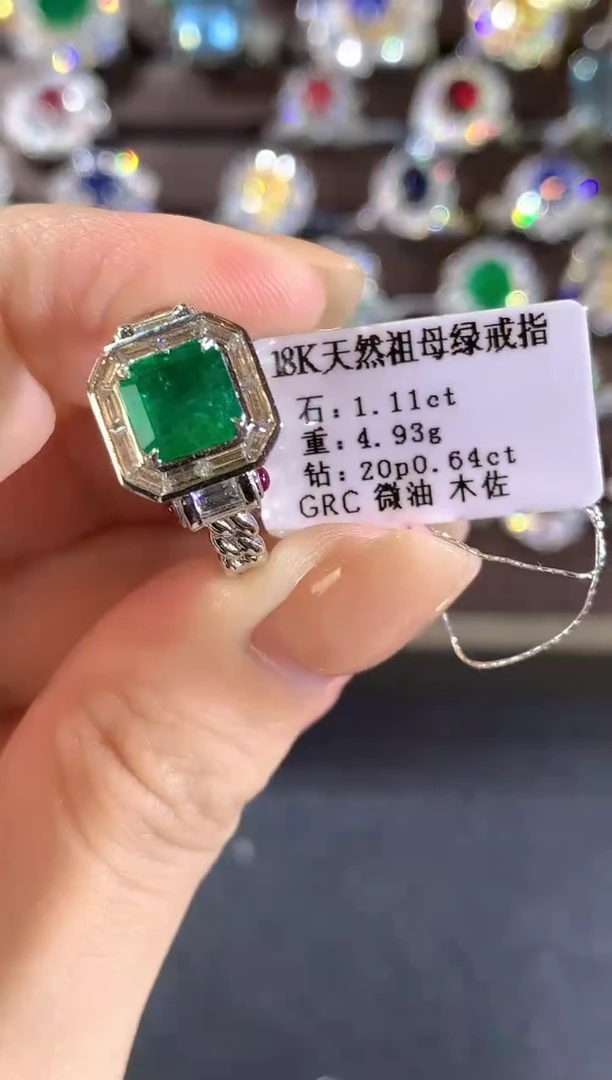 18K天然祖母绿戒指
石：1.11ct
重：4.93g
钻：20p0.64ct
GRC 微油 木佐